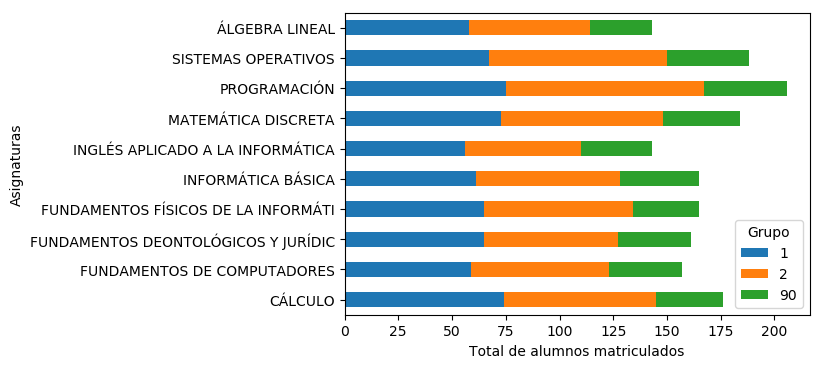 ÁLGEBRA LINEAL
SISTEMAS OPERATIVOS
PROGRAMACIÓN
MATEMÁTICA DISCRETA
INGLÉS APLICADO A LA INFORMÁTICA
INFORMÁTICA BÁSICA
FUNDAMENTOS FÍSICOS DE LA INFORMÁTI
FUNDAMENTOS DEONTOLÓGICOS Y JURÍDIC
FUNDAMENTOS DE COMPUTADORES
CÁLCULO
Asignaturas
Grupo
1
2
90
0 25 50 75 100 125 150 175 200
Total de alumnos matriculados